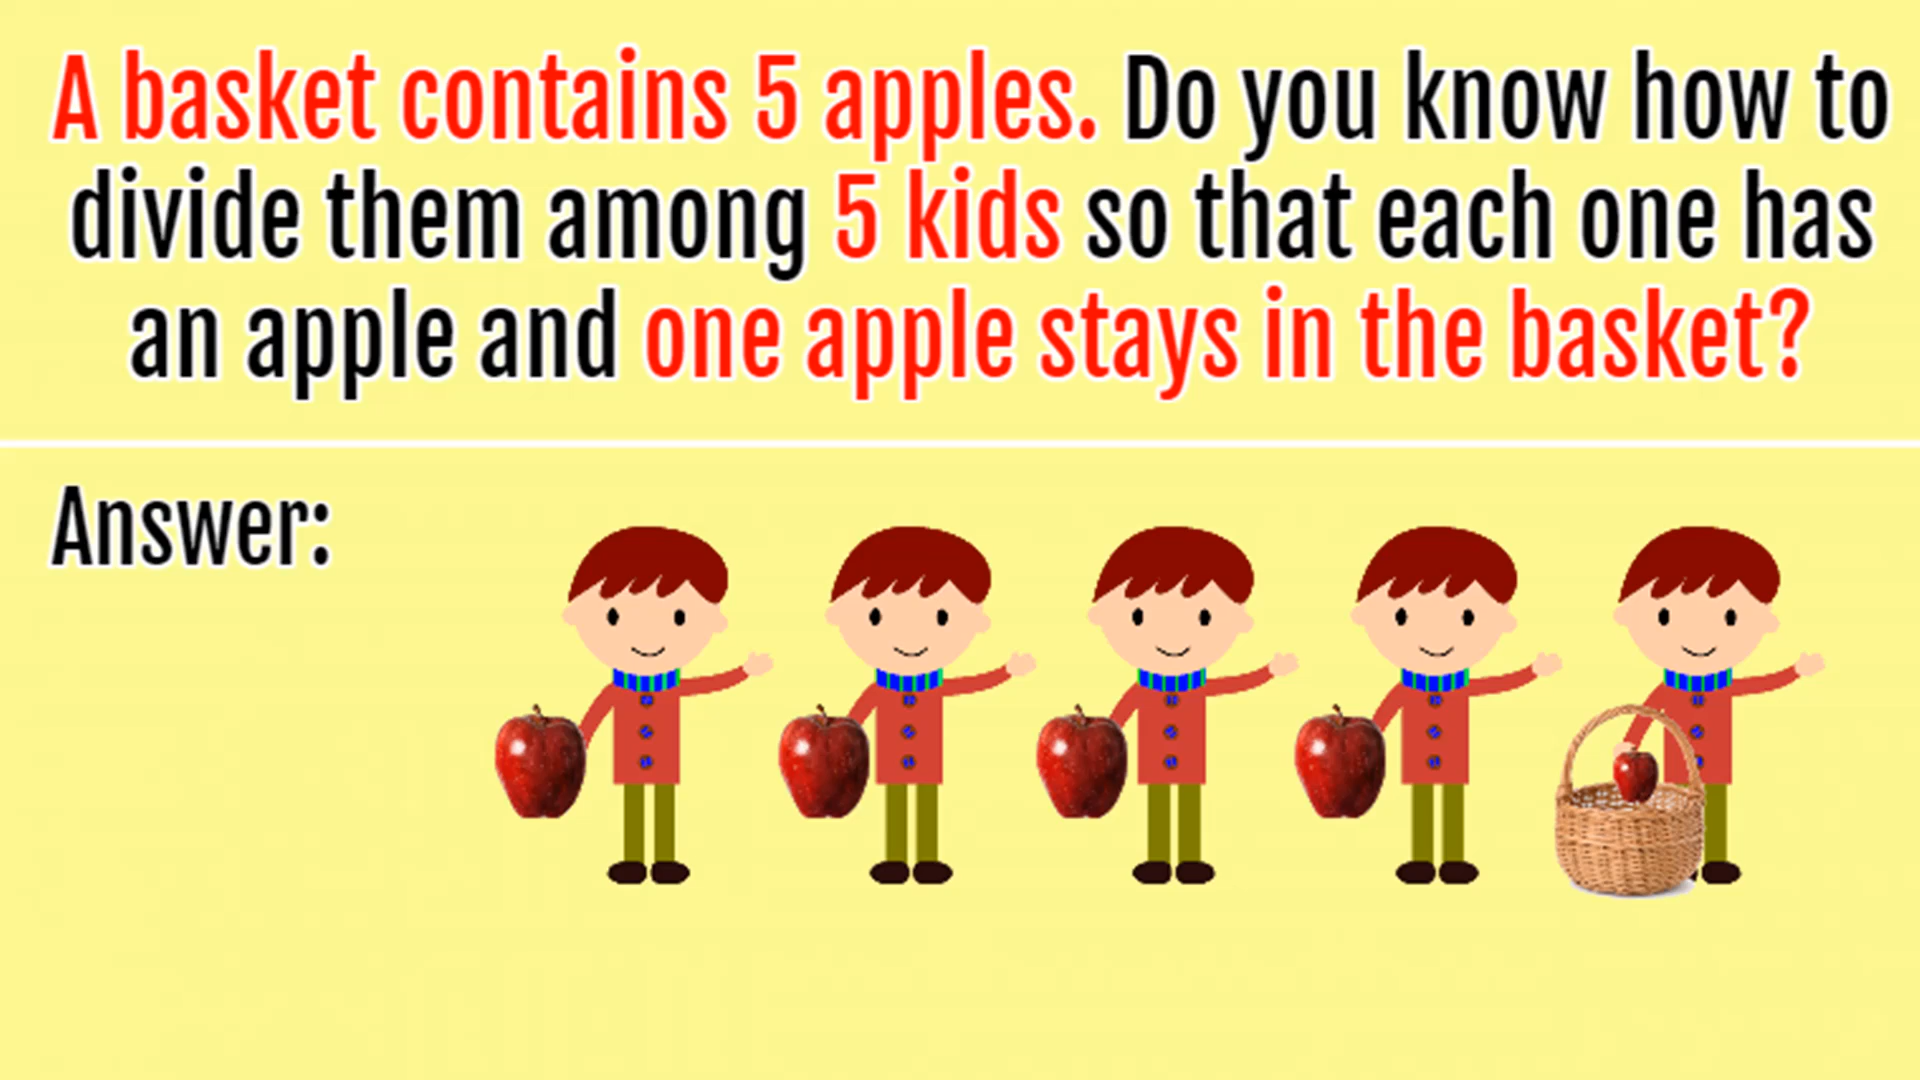 A basket contains 5 apples. Do you know how to
divide them among 5 kids so that each one has
an apple and one apple stays in the basket?
Answer: